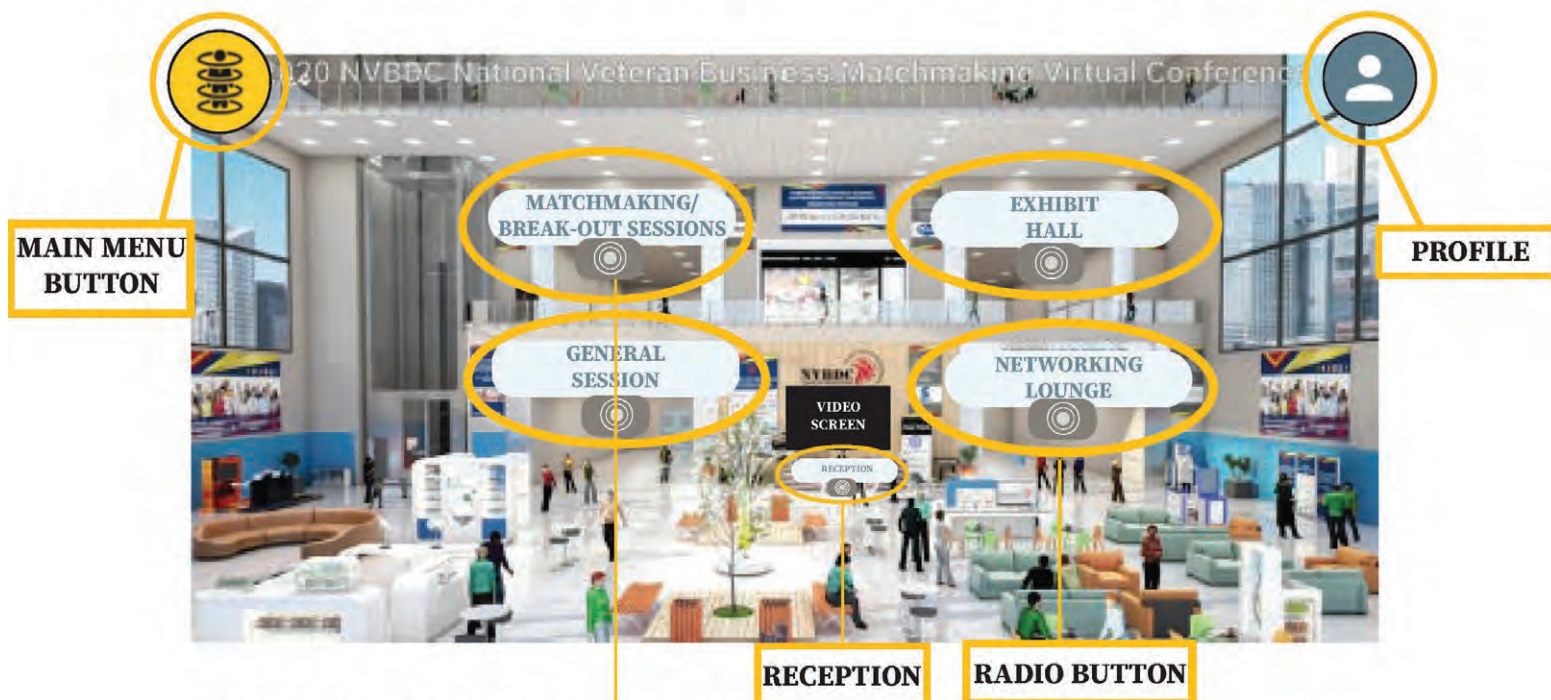 2020 NVBDC National Veteran Business Matchmaking Virtual Conference
MATCHMAKING/
BREAK-OUT SESSIONS
EXHIBIT
HALL
MAIN MENU
BUTTON
PROFILE
GENERAL
SESSION
NETWORKING
LOUNGE
NVBDC
VIDEO
SCREEN
RECEPTION
RECEPTION
RADIO BUTTON